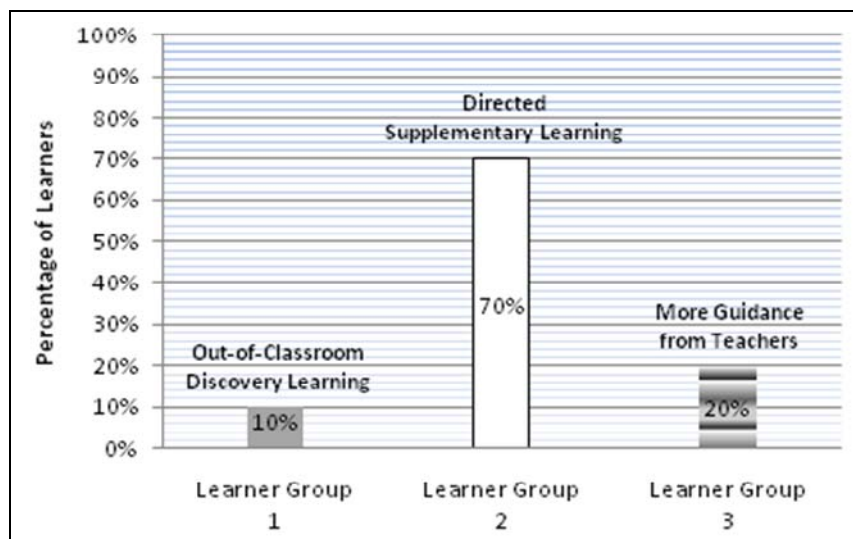 100%
90%
80%
70%
60%
50%
40%
30%
20%
10%
0%
Percentage of Learners
Directed
Supplementary Learning
70%
More Guidance
from Teachers
20%
Out-of-Classroom
Discovery Learning
10%
Learner Group
1
Learner Group
2
Learner Group
3